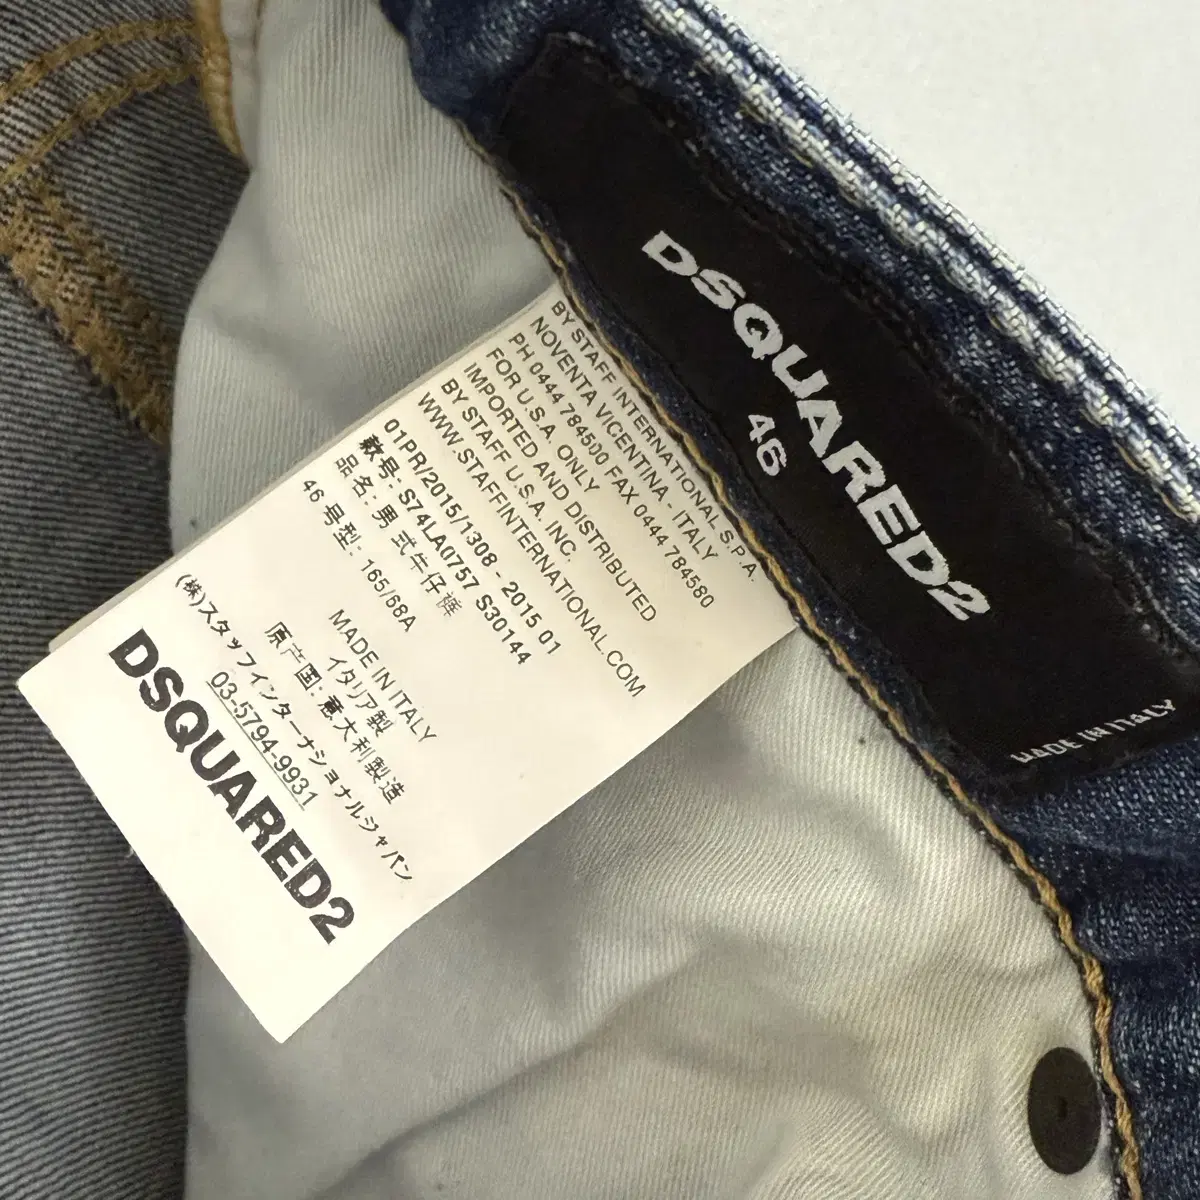 DSQUARED2
46
MADE IN ITALY
BY STAFF INTERNATIONAL S.P.A.
NOVENTA VICENTINA - ITALY
PH 0444 784500 FAX 0444 784580
FOR U.S.A. ONLY
IMPORTED AND DISTRIBUTED
BY STAFF U.S.A. INC.
WWW.STAFFINTERNATIONAL.COM
01PR/2015/1308 - 2015 01
款号: S74LA0757 S30144
品名: 男式牛仔裤
46 号型: 165/68A
MADE IN ITALY
イタリア製
原产国: 意大利製造
(株)スタッフインターナショナルジャパン
03-5794-9931
DSQUARED2